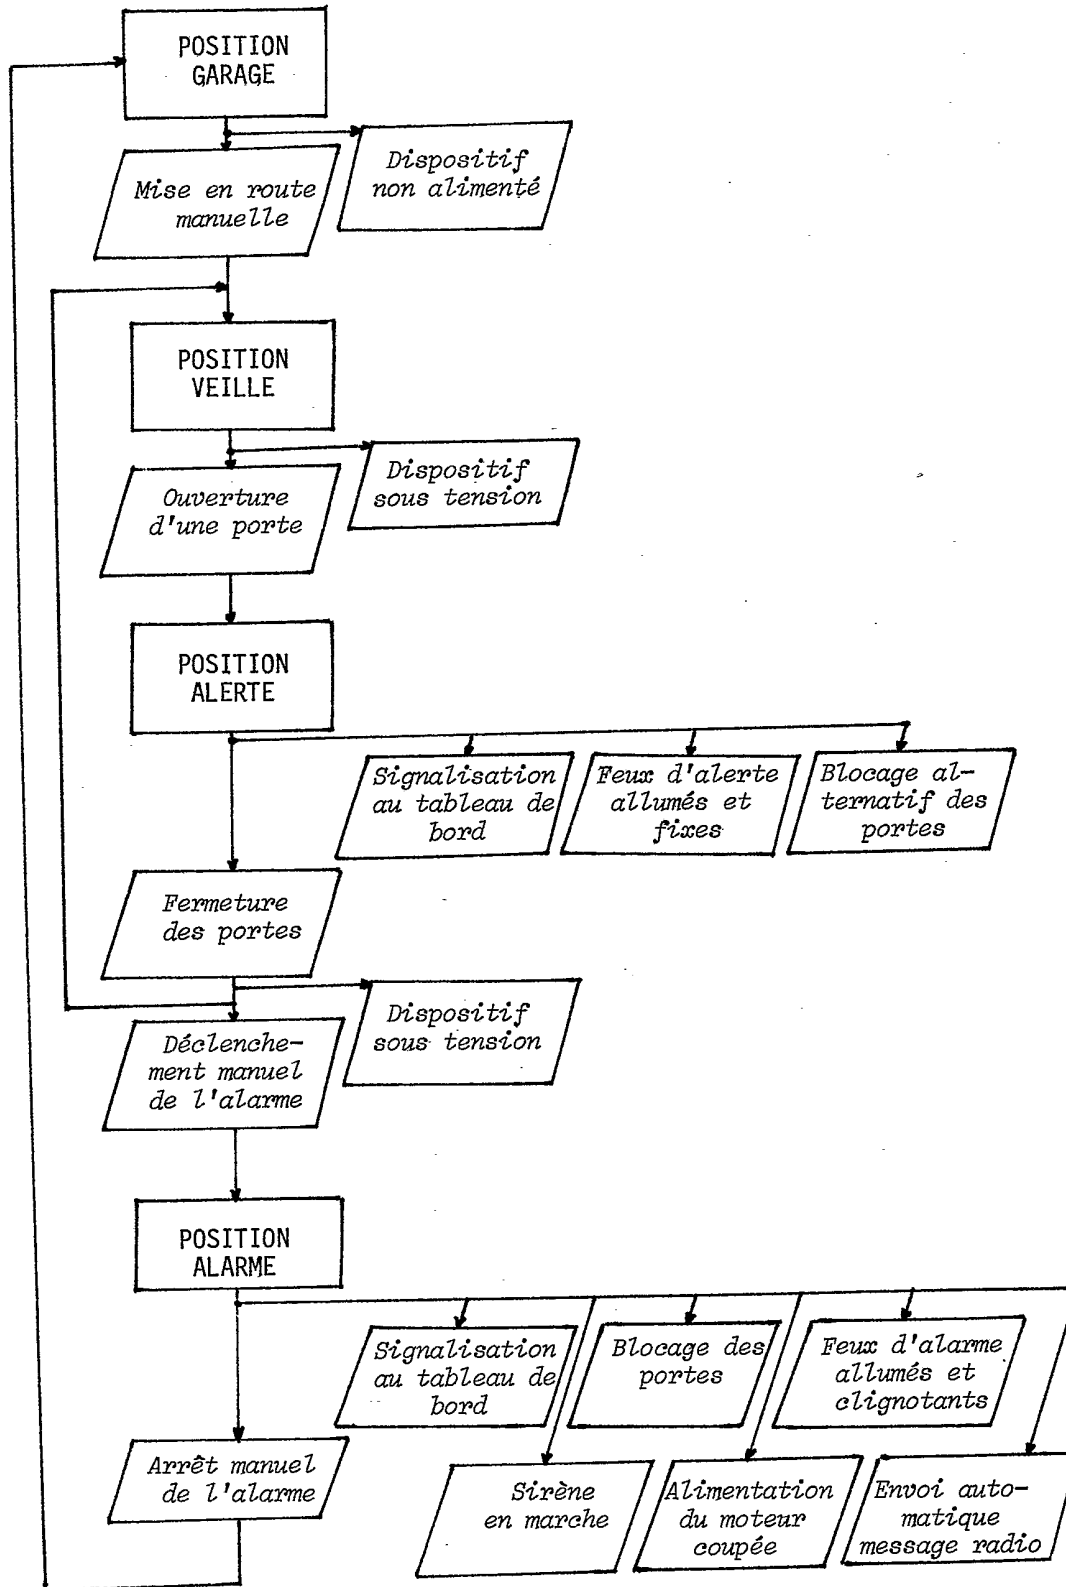 POSITION
GARAGE
Dispositif
non alimenté
Mise en route
manuelle
POSITION
VEILLE
Dispositif
sous tension
Ouverture
d'une porte
POSITION
ALERTE
Signalisation
au tableau de
bord
Feux d'alerte
allumés et
fixes
Blocage al-
ternatif des
portes
Fermeture
des portes
Dispositif
sous tension
Déclenche-
ment manuel
de l'alarme
POSITION
ALARME
Signalisation
au tableau de
bord
Blocage des
portes
Feux d'alarme
allumés et
clignotants
Arrêt manuel
de l'alarme
Sirène
en marche
Alimentation
du moteur
coupée
Envoi auto-
matique
message radio